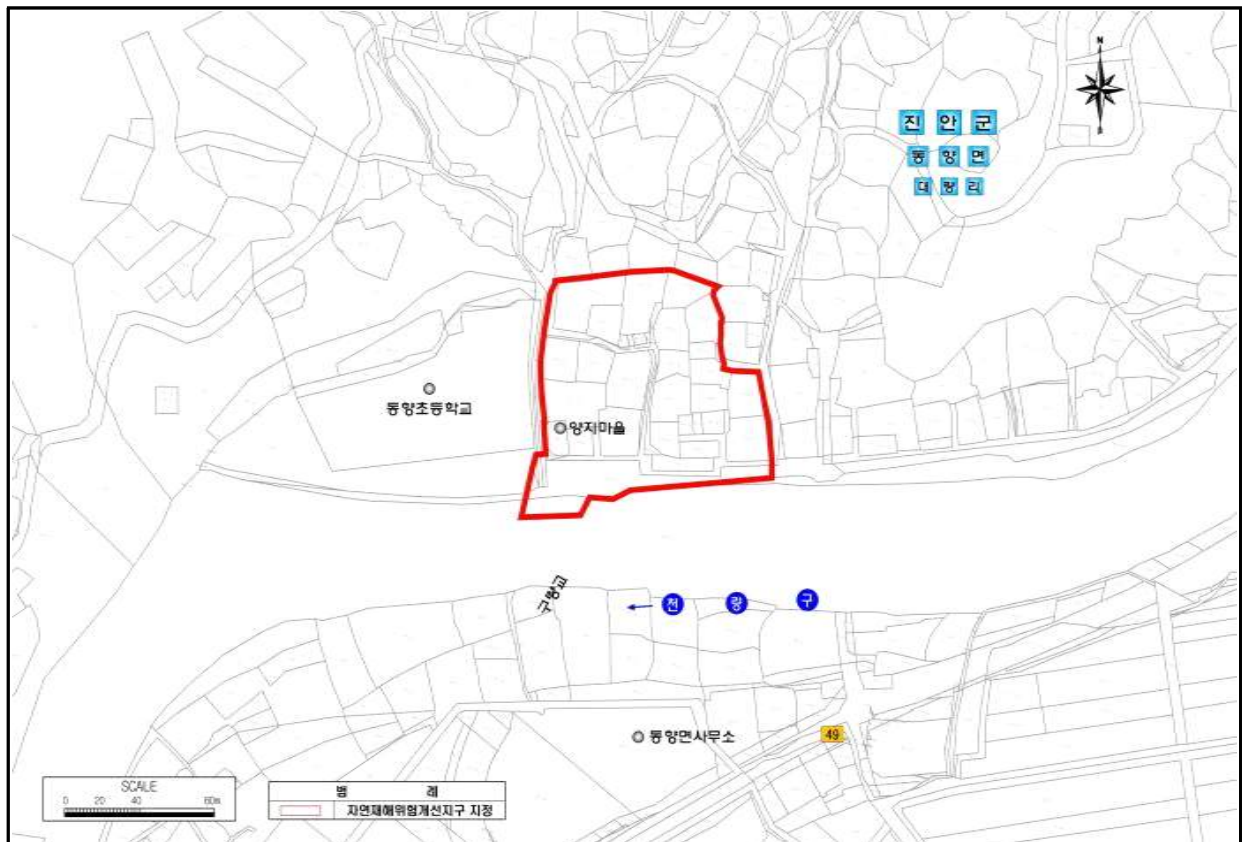 N
S
진 안 군
동 향 면
대 량 리
동향초등학교
양지마을
구량교
천 량 구
동향면사무소
49
SCALE
0 20 40 60m
범 례
자연재해위험개선지구 지정